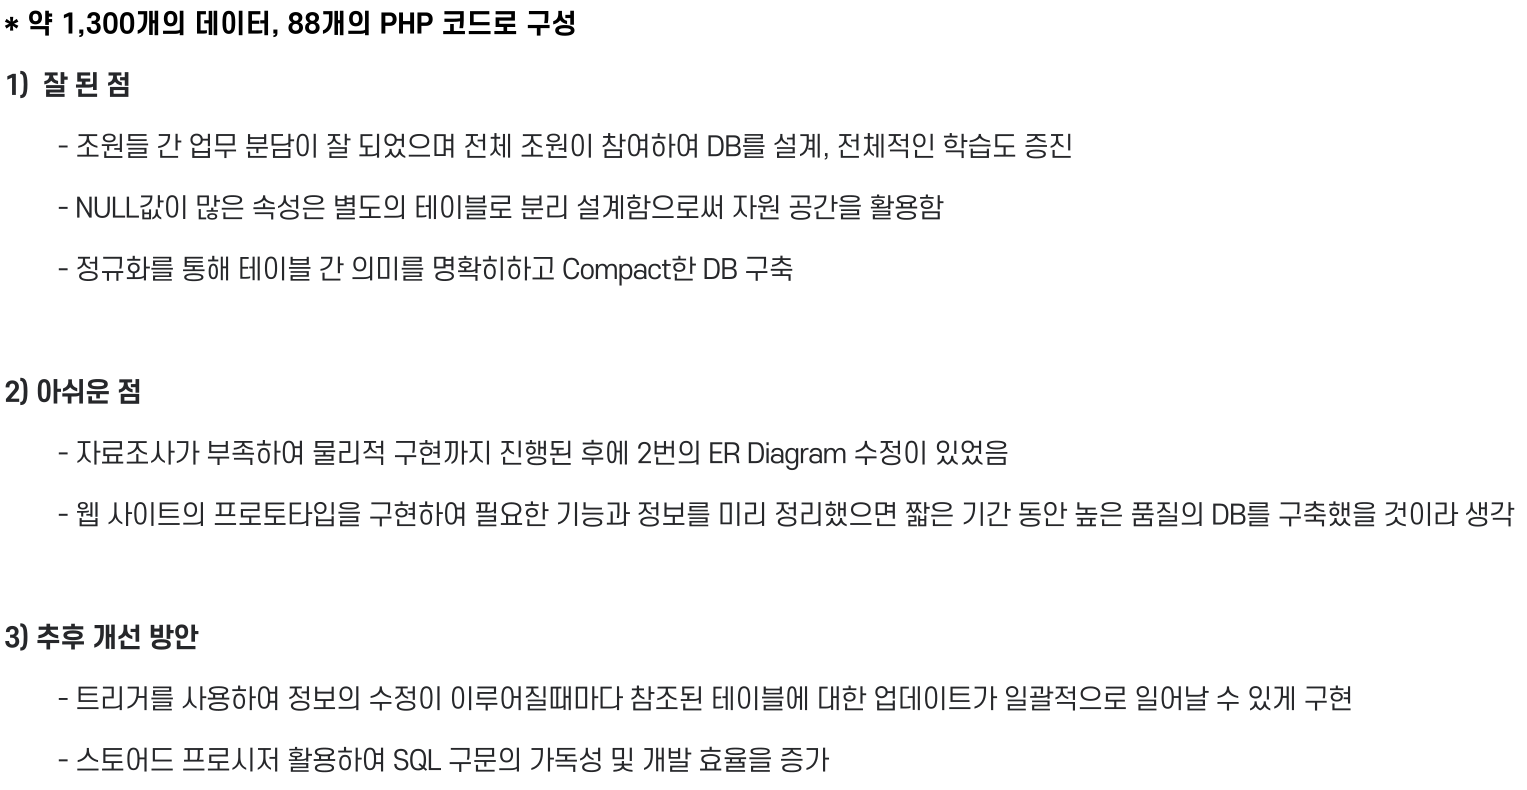 * 약 1,300개의 데이터, 88개의 PHP 코드로 구성
1) 잘 된 점
- 조원들 간 업무 분담이 잘 되었으며 전체 조원이 참여하여 DB를 설계, 전체적인 학습도 증진
- NULL값이 많은 속성은 별도의 테이블로 분리 설계함으로써 자원 공간을 활용함
- 정규화를 통해 테이블 간 의미를 명확히하고 Compact한 DB 구축
2) 아쉬운 점
- 자료조사가 부족하여 물리적 구현까지 진행된 후에 2번의 ER Diagram 수정이 있었음
- 웹 사이트의 프로토타입을 구현하여 필요한 기능과 정보를 미리 정리했으면 짧은 기간 동안 높은 품질의 DB를 구축했을 것이라 생각
3) 추후 개선 방안
- 트리거를 사용하여 정보의 수정이 이루어질때마다 참조된 테이블에 대한 업데이트가 일괄적으로 일어날 수 있게 구현
- 스토어드 프로시저 활용하여 SQL 구문의 가독성 및 개발 효율을 증가